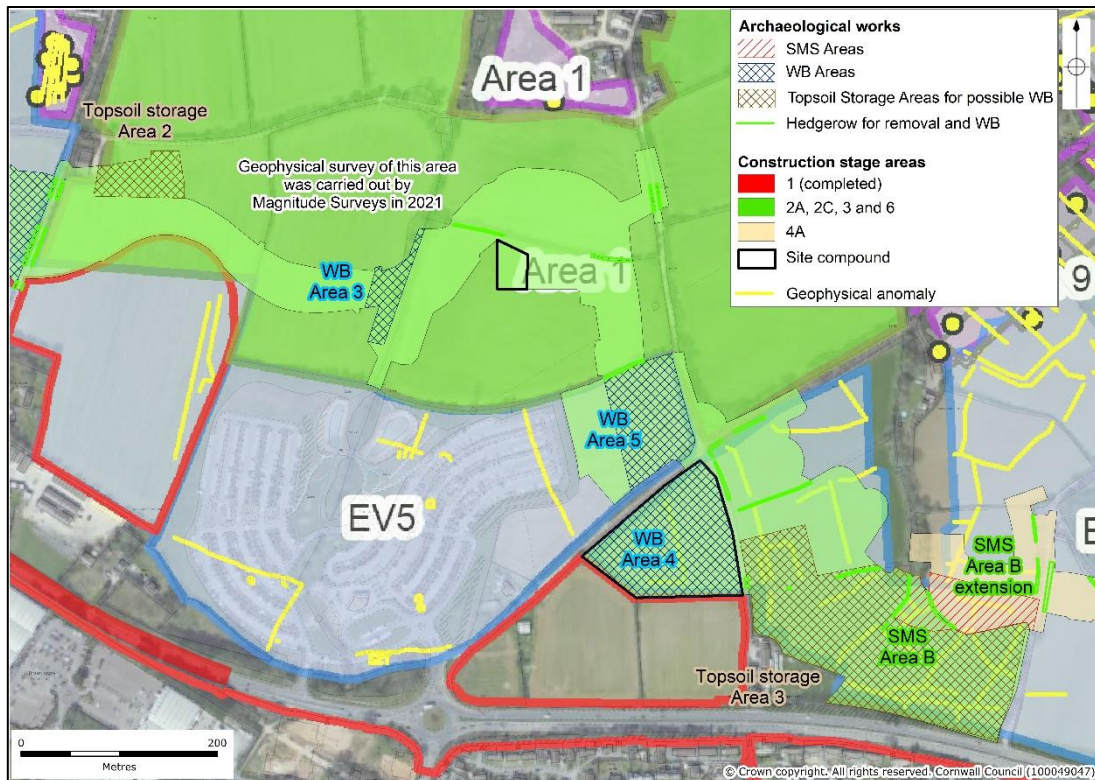 Area 1
Topsoil storage
Area 2
Geophysical survey of this area
was carried out by
Magnitude Surveys in 2021
WB
Area 3
Area 1
WB
Area 5
EV5
WB
Area 4
SMS
Area B
extension
SMS
Area B
Topsoil storage
Area 3
9
E
Archaeological works
SMS Areas
WB Areas
Topsoil Storage Areas for possible WB
Hedgerow for removal and WB
Construction stage areas
1 (completed)
2A, 2C, 3 and 6
4A
Site compound
Geophysical anomaly
0 200
Metres
© Crown copyright. All rights reserved. Cornwall Council (100049047)